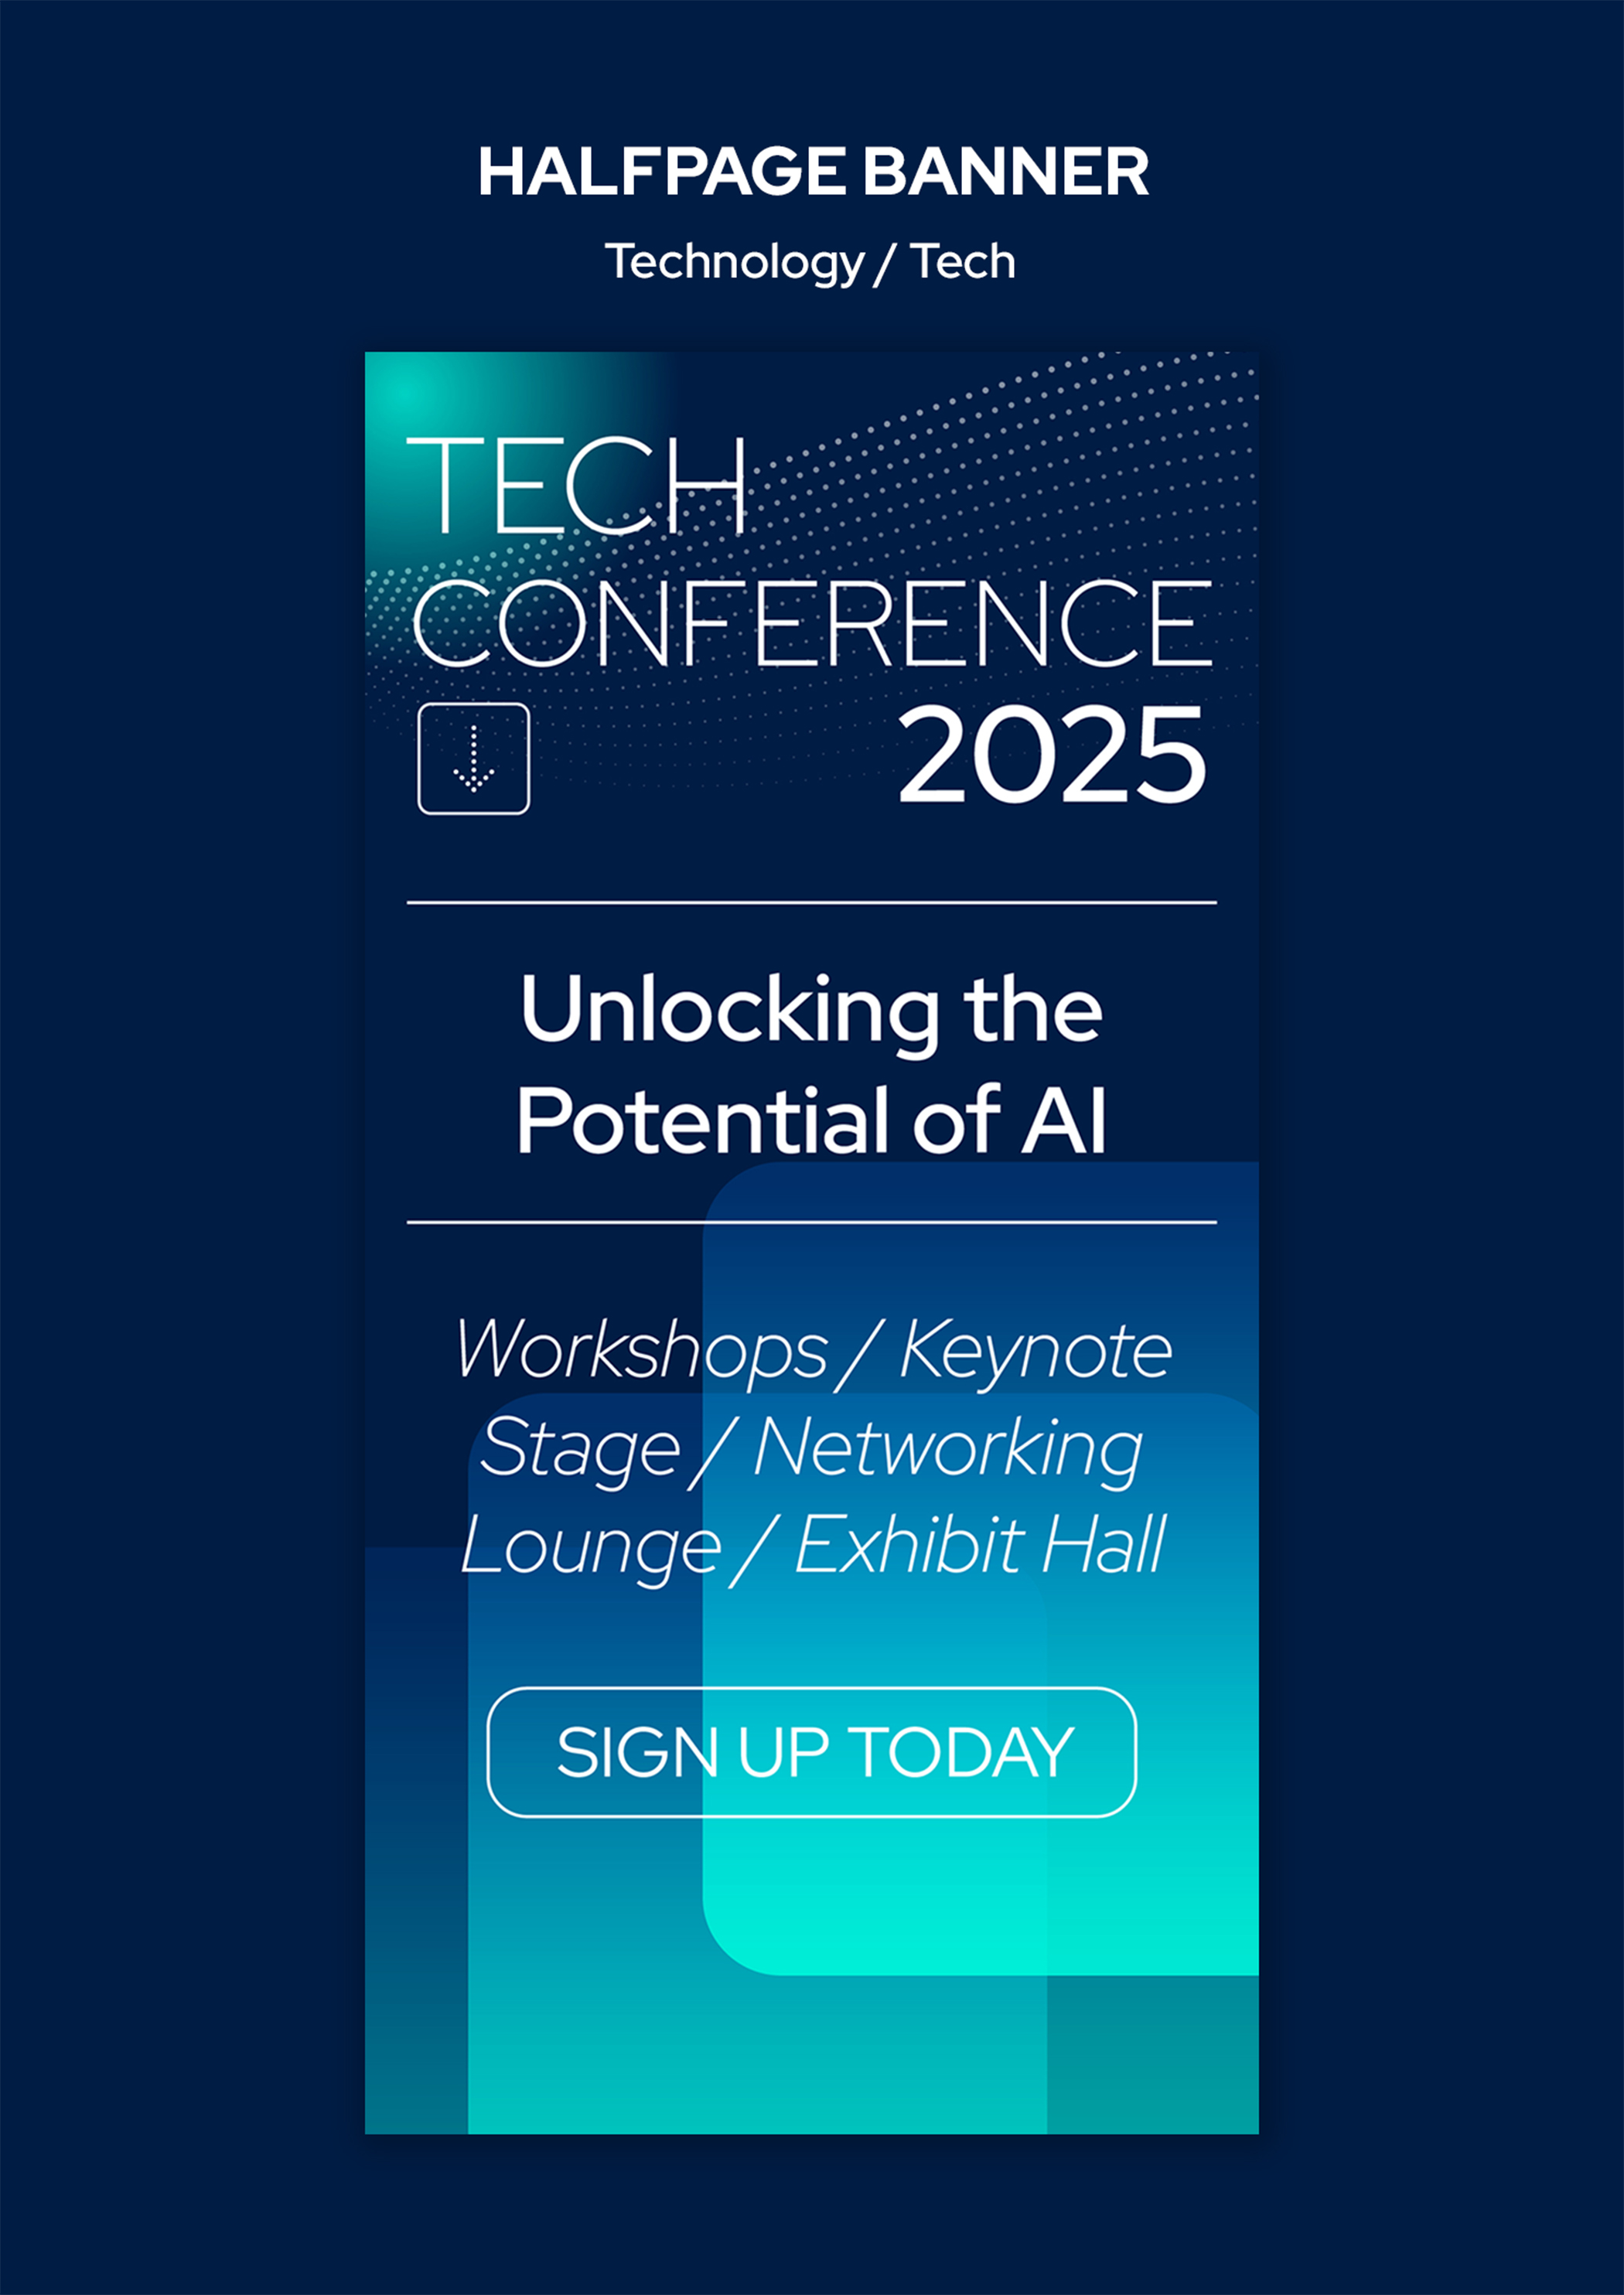 HALFPAGE BANNER
Technology / Tech
TECH
CONFERENCE
2025
Unlocking the
Potential of AI
Workshops / Keynote
Stage / Networking
Lounge / Exhibit Hall
SIGN UP TODAY